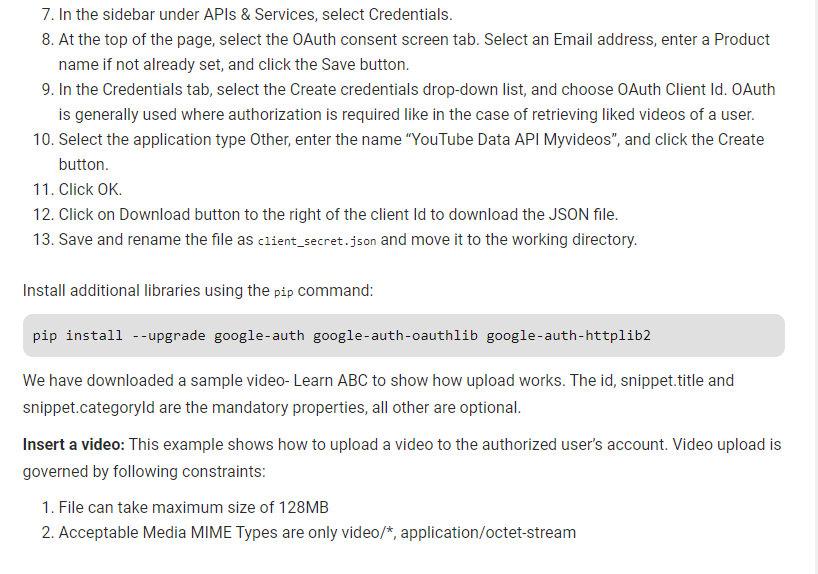 7. In the sidebar under APIs & Services, select Credentials.
8. At the top of the page, select the OAuth consent screen tab. Select an Email address, enter a Product
name if not already set, and click the Save button.
9. In the Credentials tab, select the Create credentials drop-down list, and choose OAuth Client Id. OAuth
is generally used where authorization is required like in the case of retrieving liked videos of a user.
10. Select the application type Other, enter the name “YouTube Data API Myvideos”, and click the Create
button.
11. Click OK.
12. Click on Download button to the right of the client Id to download the JSON file.
13. Save and rename the file as client_secret.json and move it to the working directory.
Install additional libraries using the pip command:
pip install --upgrade google-auth google-auth-oauthlib google-auth-httplib2
We have downloaded a sample video- Learn ABC to show how upload works. The id, snippet.title and
snippet.categoryId are the mandatory properties, all other are optional.
Insert a video: This example shows how to upload a video to the authorized user’s account. Video upload is
governed by following constraints:
1. File can take maximum size of 128MB
2. Acceptable Media MIME Types are only video/*, application/octet-stream